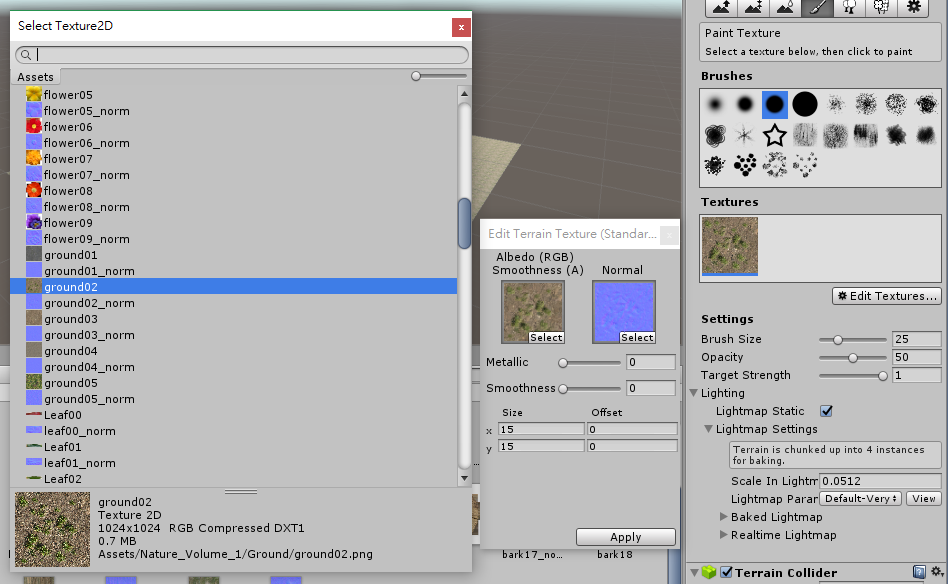 Select Texture2D
x
Assets
flower05
flower05_norm
flower06
flower06_norm
flower07
flower07_norm
flower08
flower08_norm
flower09
flower09_norm
ground01
ground01_norm
ground02
ground02_norm
ground03
ground03_norm
ground04
ground04_norm
ground05
ground05_norm
Leaf00
leaf00_norm
Leaf01
leaf01_norm
Leaf02
ground02
Texture 2D
1024x1024 RGB Compressed DXT1
0.7 MB
Assets/Nature_Volume_1/Ground/ground02.png
Edit Terrain Texture (Standar...
x
Albedo (RGB)
Smoothness (A)
Normal
Select
Select
Metallic
0
Smoothness
0
Size
Offset
x 15 0
y 15 0
Apply
bark17_no...
bark18
Paint Texture
Select a texture below, then click to paint
Brushes
Textures
Edit Textures...
Settings
Brush Size 25
Opacity 50
Target Strength 1
Lighting
Lightmap Static
Lightmap Settings
Terrain is chunked up into 4 instances
for baking.
Scale In Lightm 0.0512
Lightmap Parar Default-Very View
Baked Lightmap
Realtime Lightmap
Terrain Collider